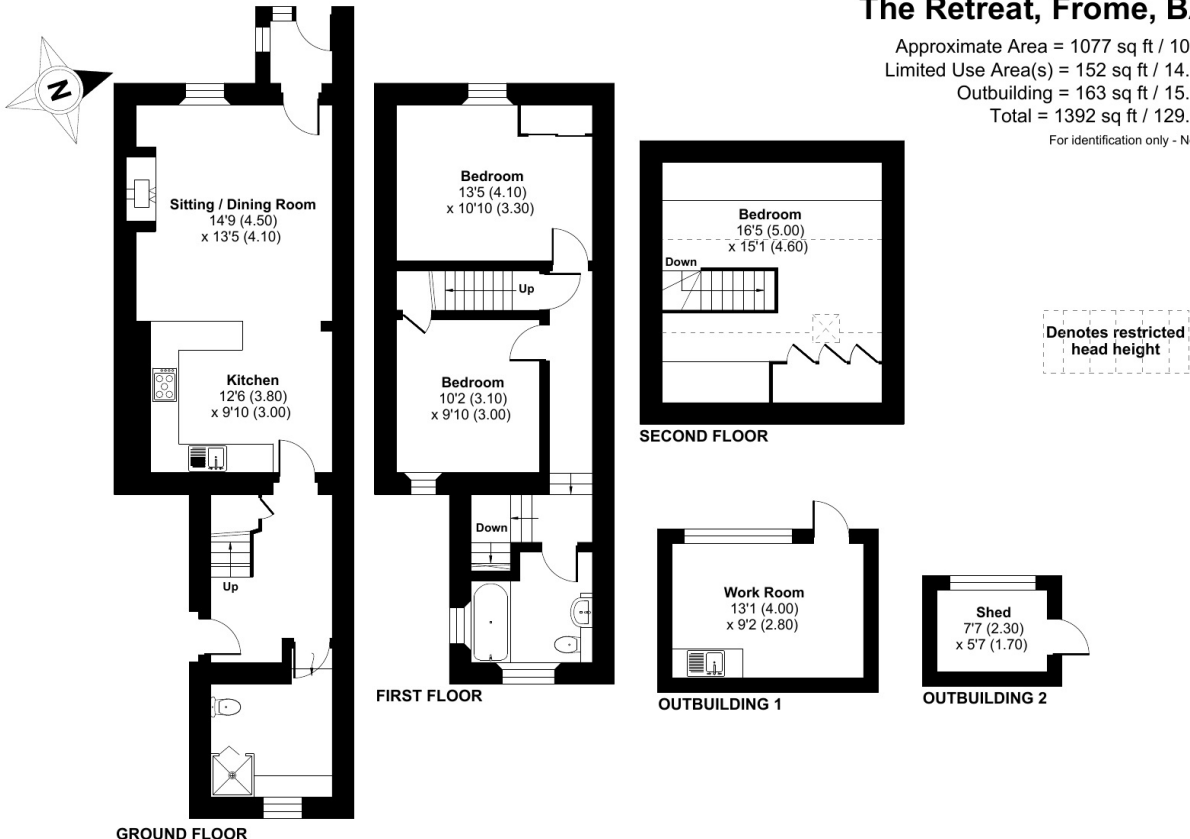 The Retreat, Frome, B
Approximate Area = 1077 sq ft / 10
Limited Use Area(s) = 152 sq ft / 14.
Outbuilding = 163 sq ft / 15.
Total = 1392 sq ft / 129.
For identification only - N
N
Sitting / Dining Room
14'9 (4.50)
x 13'5 (4.10)
Kitchen
12'6 (3.80)
x 9'10 (3.00)
Up
GROUND FLOOR
Bedroom
13'5 (4.10)
x 10'10 (3.30)
Up
Bedroom
10'2 (3.10)
x 9'10 (3.00)
Down
FIRST FLOOR
Bedroom
16'5 (5.00)
x 15'1 (4.60)
Down
SECOND FLOOR
Denotes restricted
head height
Work Room
13'1 (4.00)
x 9'2 (2.80)
OUTBUILDING 1
Shed
7'7 (2.30)
x 5'7 (1.70)
OUTBUILDING 2